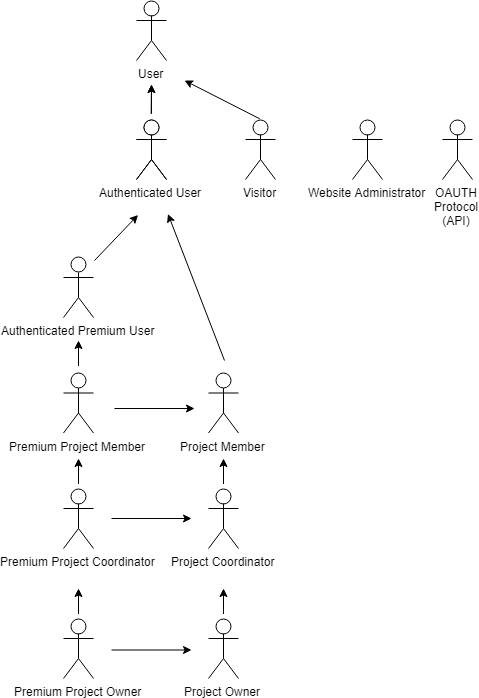 User
Authenticated User
Visitor
Website Administrator
OAUTH
Protocol
(API)
Authenticated Premium User
Premium Project Member
Project Member
Premium Project Coordinator
Project Coordinator
Premium Project Owner
Project Owner